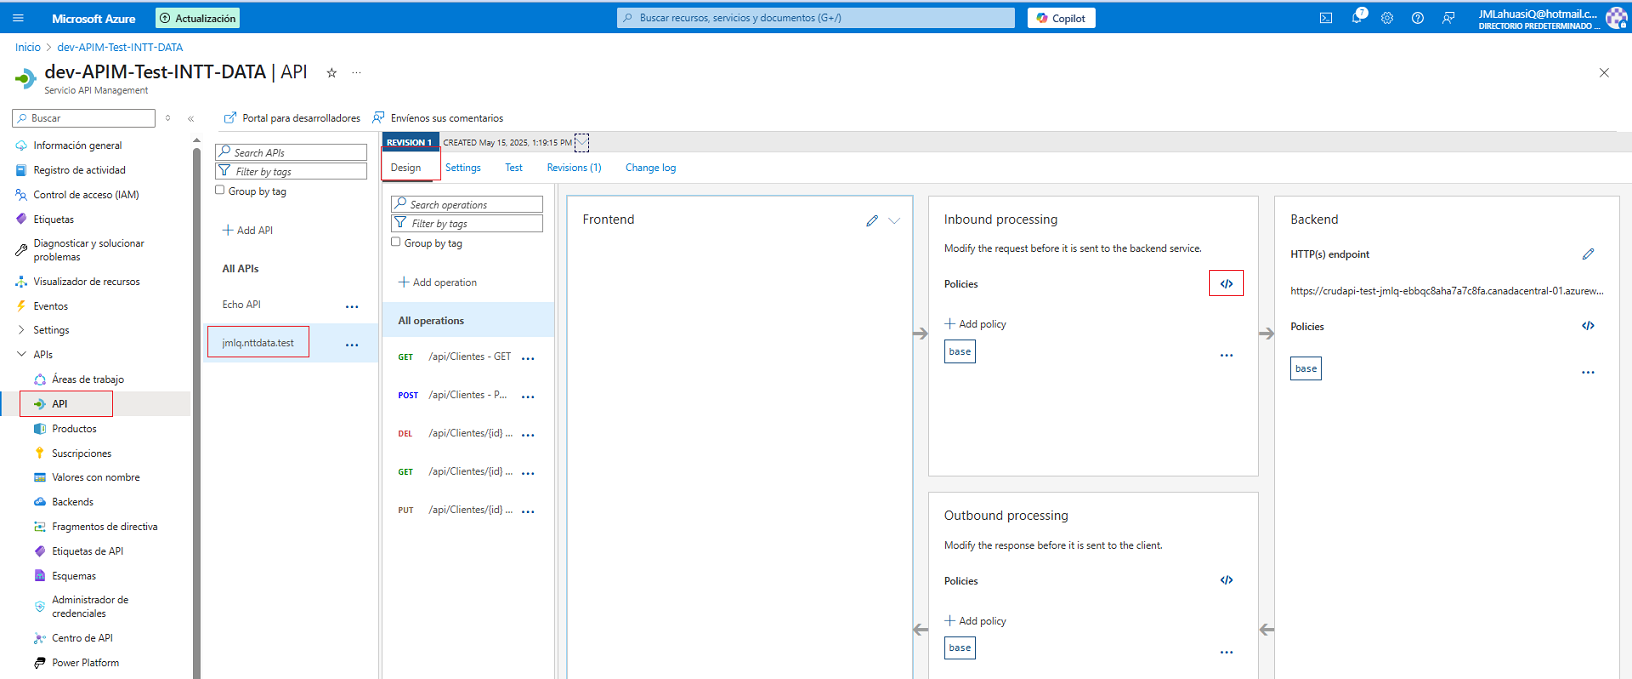 Microsoft Azure
Actualización
Buscar recursos, servicios y documentos (G+/)
Copilot
7
JMLahuasiQ@hotmail.c...
DIRECTORIO PREDETERMINADO ...
Inicio > dev-APIM-Test-INTT-DATA
dev-APIM-Test-INTT-DATA | API
Servicio API Management
Buscar
Portal para desarrolladores
Envíenos sus comentarios
Información general
Registro de actividad
Control de acceso (IAM)
Etiquetas
Diagnosticar y solucionar
problemas
Visualizador de recursos
Eventos
Settings
APIs
Áreas de trabajo
API
Productos
Suscripciones
Valores con nombre
Backends
Fragmentos de directiva
Etiquetas de API
Esquemas
Administrador de
credenciales
Centro de API
Power Platform
Search APIs
Filter by tags
Group by tag
Add API
All APIs
Echo API
jmlq.nttdata.test
REVISION 1
CREATED May 15, 2025, 1:19:15 PM
Design
Settings
Test
Revisions (1)
Change log
Search operations
Filter by tags
Group by tag
Add operation
All operations
GET /api/Clientes - GET
POST /api/Clientes - P...
DEL /api/Clientes/{id} ...
GET /api/Clientes/{id} ...
PUT /api/Clientes/{id} ...
Frontend
Inbound processing
Modify the request before it is sent to the backend service.
Policies
</>
Add policy
base
Outbound processing
Modify the response before it is sent to the client.
Policies
</>
Add policy
base
Backend
HTTP(s) endpoint
https://crudapi-test-jmlq-ebbqc8aha7a7c8fa.canadacentral-01.azurew...
Policies
</>
base